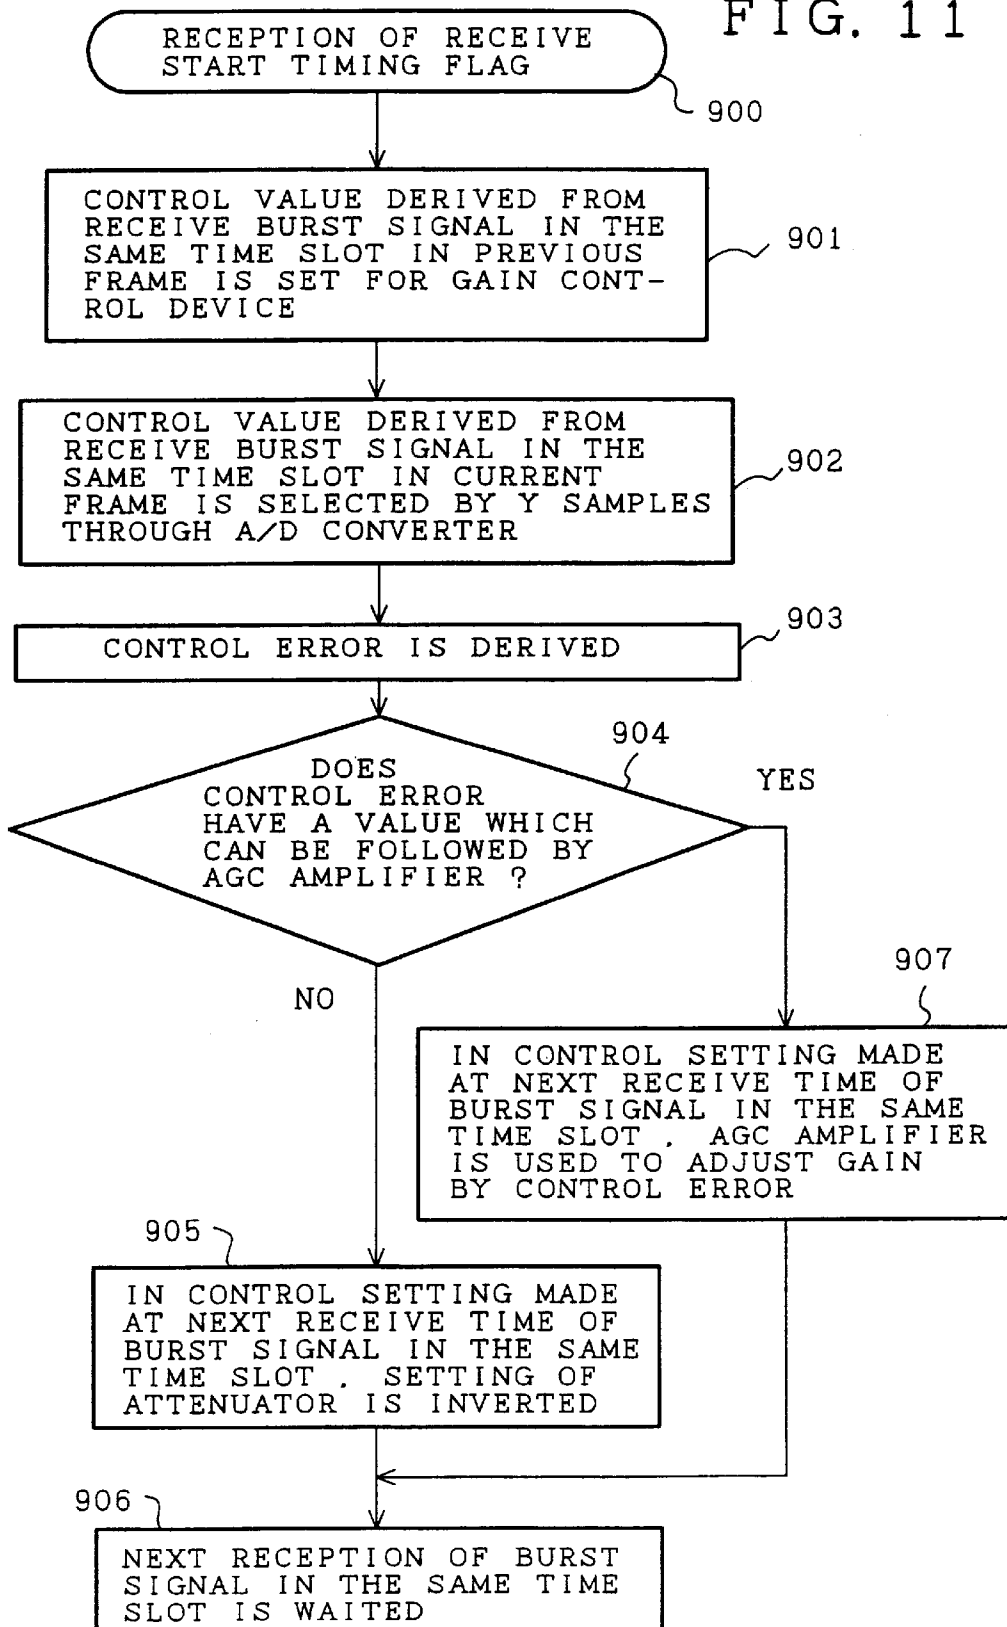 FIG. 11
RECEPTION OF RECEIVE
START TIMING FLAG
900
CONTROL VALUE DERIVED FROM
RECEIVE BURST SIGNAL IN THE
SAME TIME SLOT IN PREVIOUS
FRAME IS SET FOR GAIN CONT-
ROL DEVICE
901
CONTROL VALUE DERIVED FROM
RECEIVE BURST SIGNAL IN THE
SAME TIME SLOT IN CURRENT
FRAME IS SELECTED BY Y SAMPLES
THROUGH A/D CONVERTER
902
CONTROL ERROR IS DERIVED
903
DOES
CONTROL ERROR
HAVE A VALUE WHICH
CAN BE FOLLOWED BY
AGC AMPLIFIER ?
904
YES
NO
907
IN CONTROL SETTING MADE
AT NEXT RECEIVE TIME OF
BURST SIGNAL IN THE SAME
TIME SLOT . AGC AMPLIFIER
IS USED TO ADJUST GAIN
BY CONTROL ERROR
905
IN CONTROL SETTING MADE
AT NEXT RECEIVE TIME OF
BURST SIGNAL IN THE SAME
TIME SLOT . SETTING OF
ATTENUATOR IS INVERTED
906
NEXT RECEPTION OF BURST
SIGNAL IN THE SAME TIME
SLOT IS WAITED